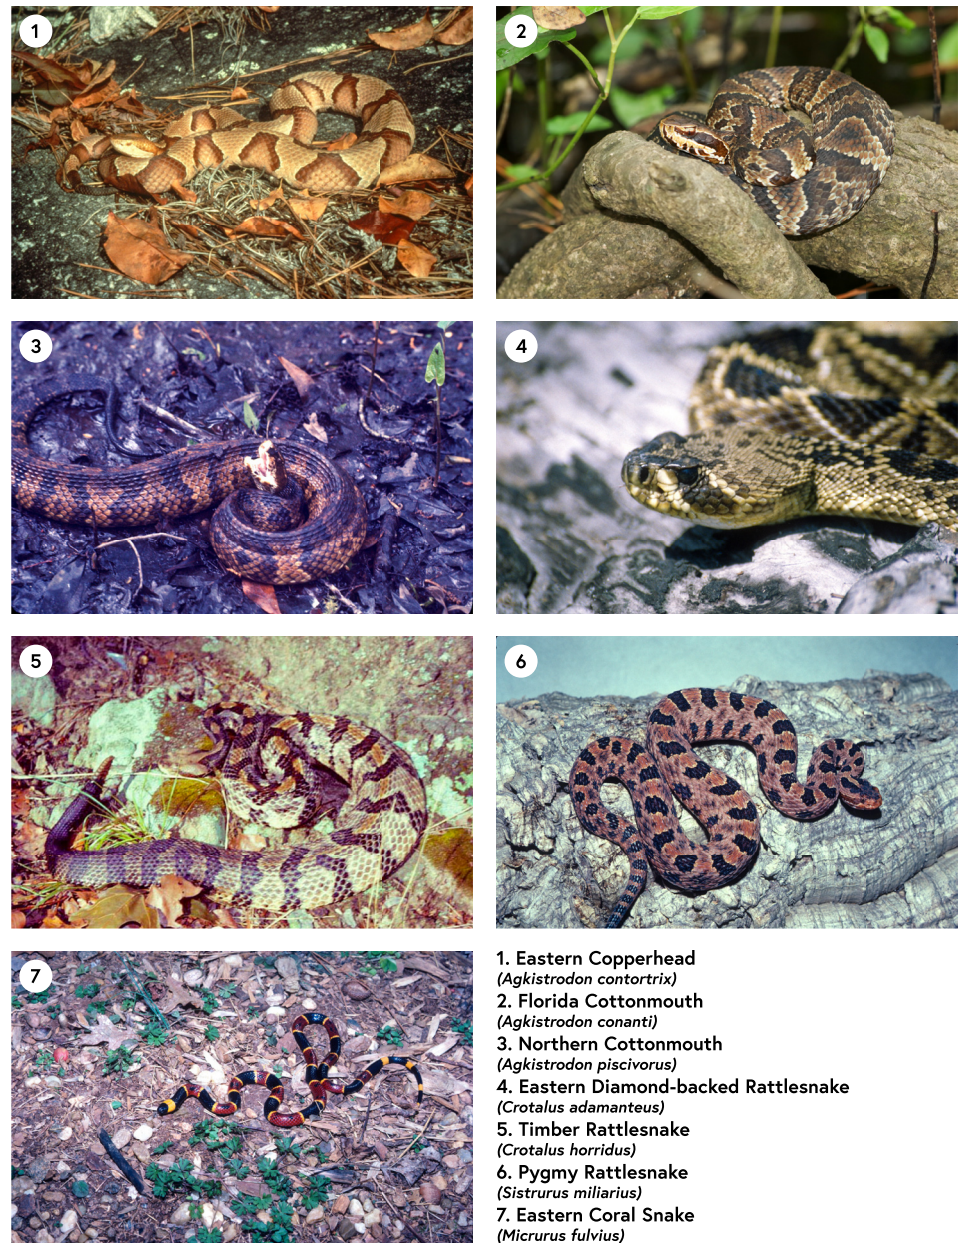 1
2
3
4
5
6
7
1. Eastern Copperhead
(Agkistrodon contortrix)
2. Florida Cottonmouth
(Agkistrodon conanti)
3. Northern Cottonmouth
(Agkistrodon piscivorus)
4. Eastern Diamond-backed Rattlesnake
(Crotalus adamanteus)
5. Timber Rattlesnake
(Crotalus horridus)
6. Pygmy Rattlesnake
(Sistrurus miliarius)
7. Eastern Coral Snake
(Micrurus fulvius)